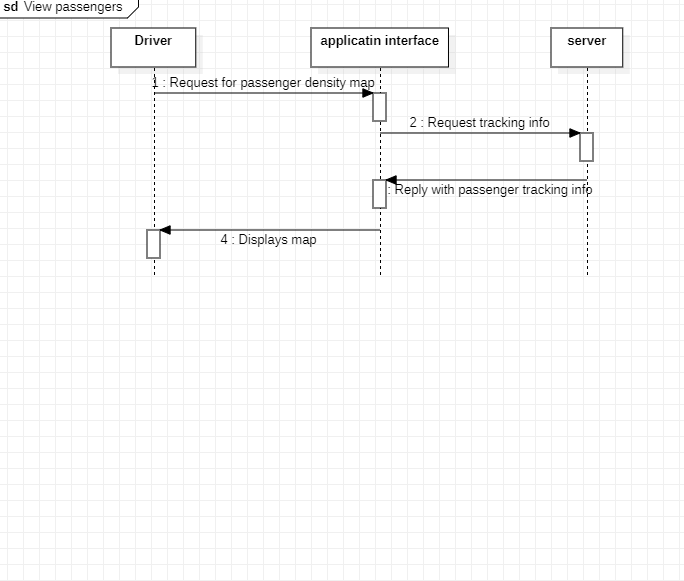 sd View passengers
Driver
applicatin interface
server
1 : Request for passenger density map
2 : Request tracking info
: Reply with passenger tracking info
4 : Displays map